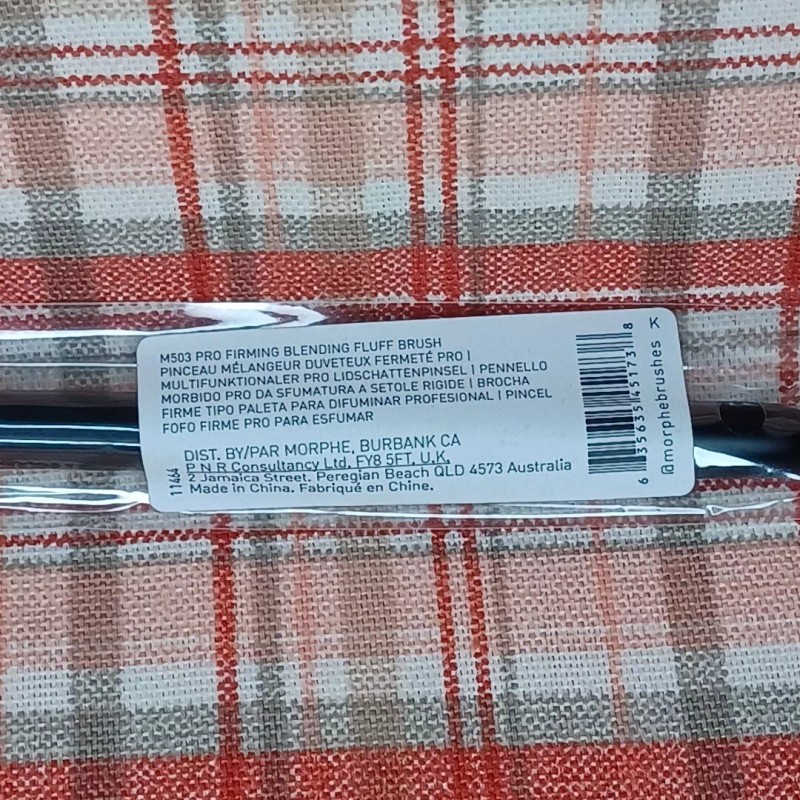 M503 PRO FIRMING BLENDING FLUFF BRUSH
PINCEAU MÉLANGEUR DUVETEUX FERMETÉ PRO |
MULTIFUNKTIONALER PRO LIDSCHATTENPINSEL | PENNELLO
MORBIDO PRO DA SFUMATURA A SETOLE RIGIDE | BROCHA
FIRME TIPO PALETA PARA DIFUMINAR PROFESIONAL | PINCEL
FOFO FIRME PRO PARA ESFUMAR
DIST. BY/PAR MORPHE, BURBANK CA
P N R Consultancy Ltd. FY8 5FT, U.K.
2 Jamaica Street, Peregian Beach QLD 4573 Australia
Made in China. Fabriqué en Chine.
11464
6 35635 45173 8
@morphebrushes K